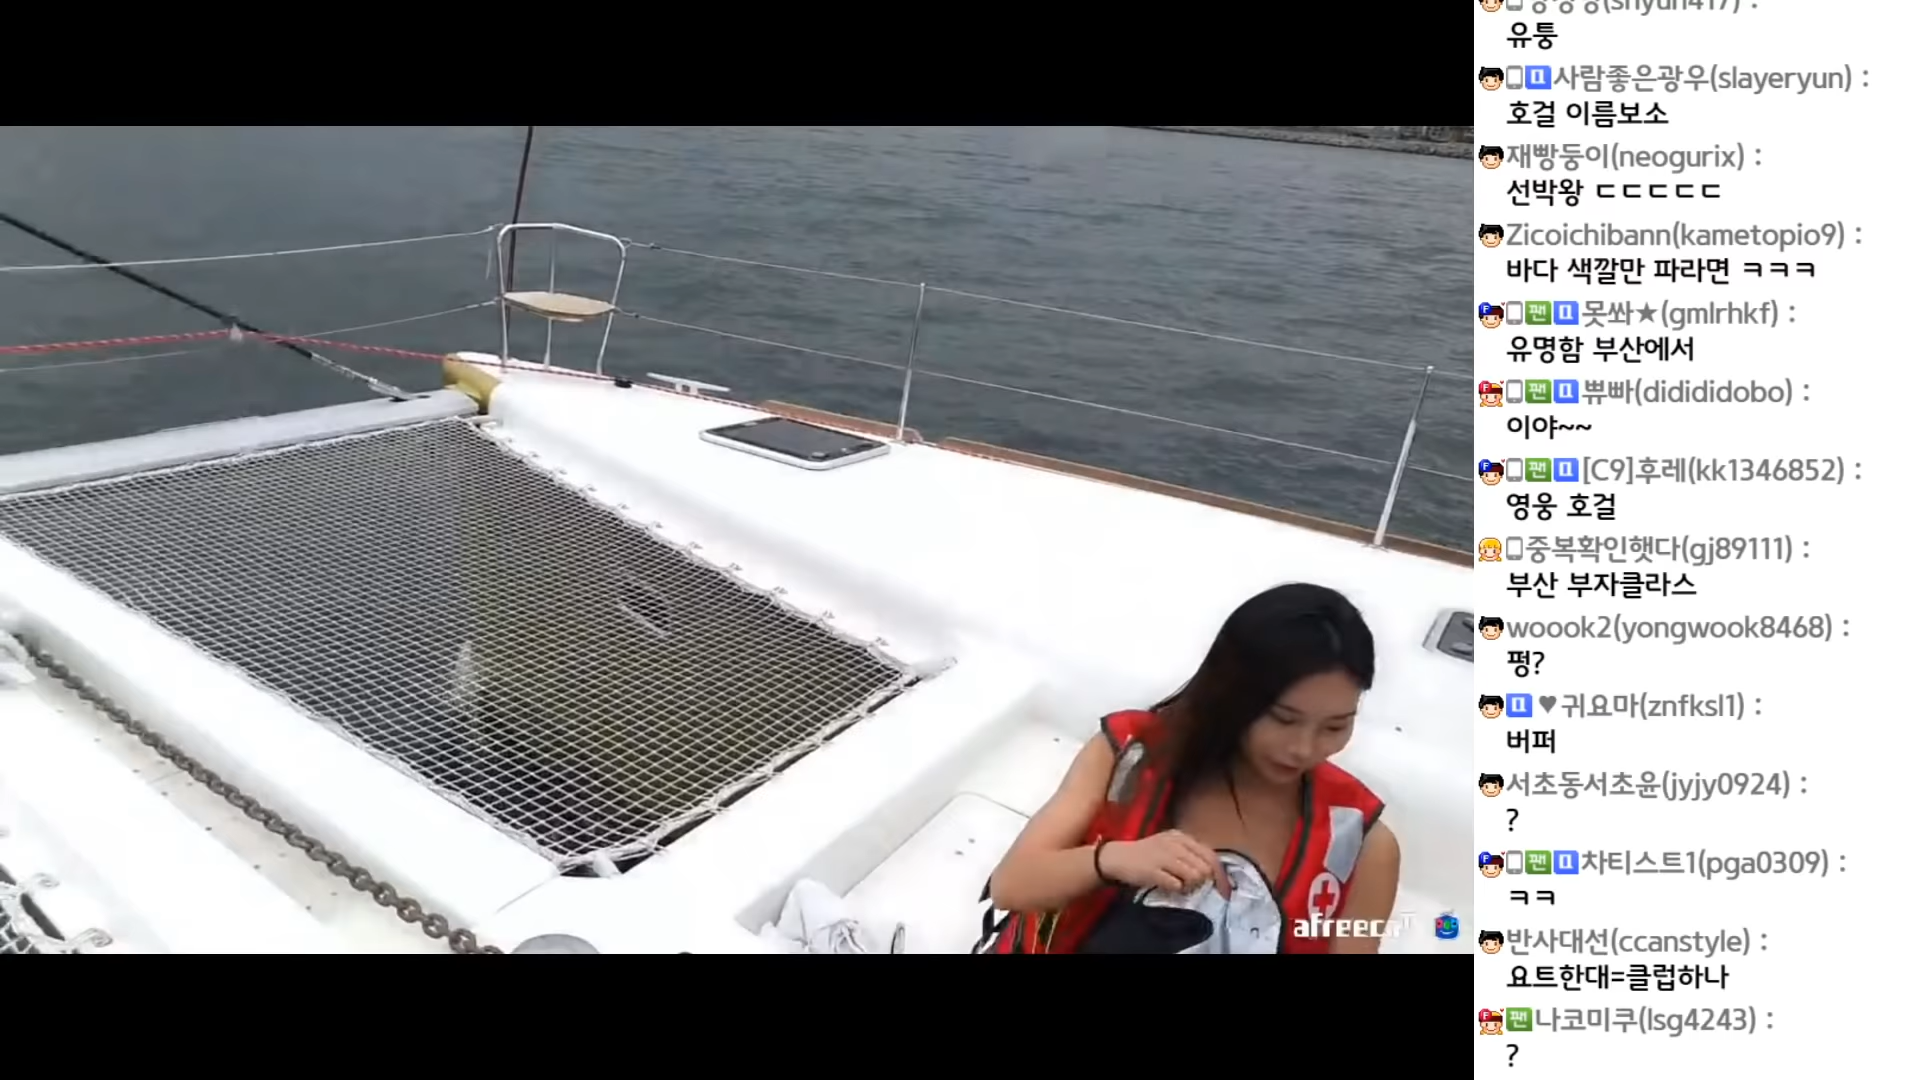 유퉁
사람좋은광우(slayeryun) :
호걸 이름보소
재빵둥이(neogurix) :
선박왕 ㄷㄷㄷㄷㄷ
Zicoichibann(kametopio9) :
바다 색깔만 파라면 ㅋㅋㅋ
팬 못쏴★(gmlrhkf) :
유명함 부산에서
팬 쀼빠(didididobo) :
이야~~
팬 [C9]후레(kk1346852) :
영웅 호걸
중복확인햇다(gj89111) :
부산 부자클라스
woook2(yongwook8468) :
펑?
♥귀요마(znfksl1) :
버퍼
서초동서초윤(jyjy0924) :
?
팬 차티스트1(pga0309) :
ㅋㅋ
반사대선(ccanstyle) :
요트한대=클럽하나
팬 나코미쿠(lsg4243) :
?
afreecaTV